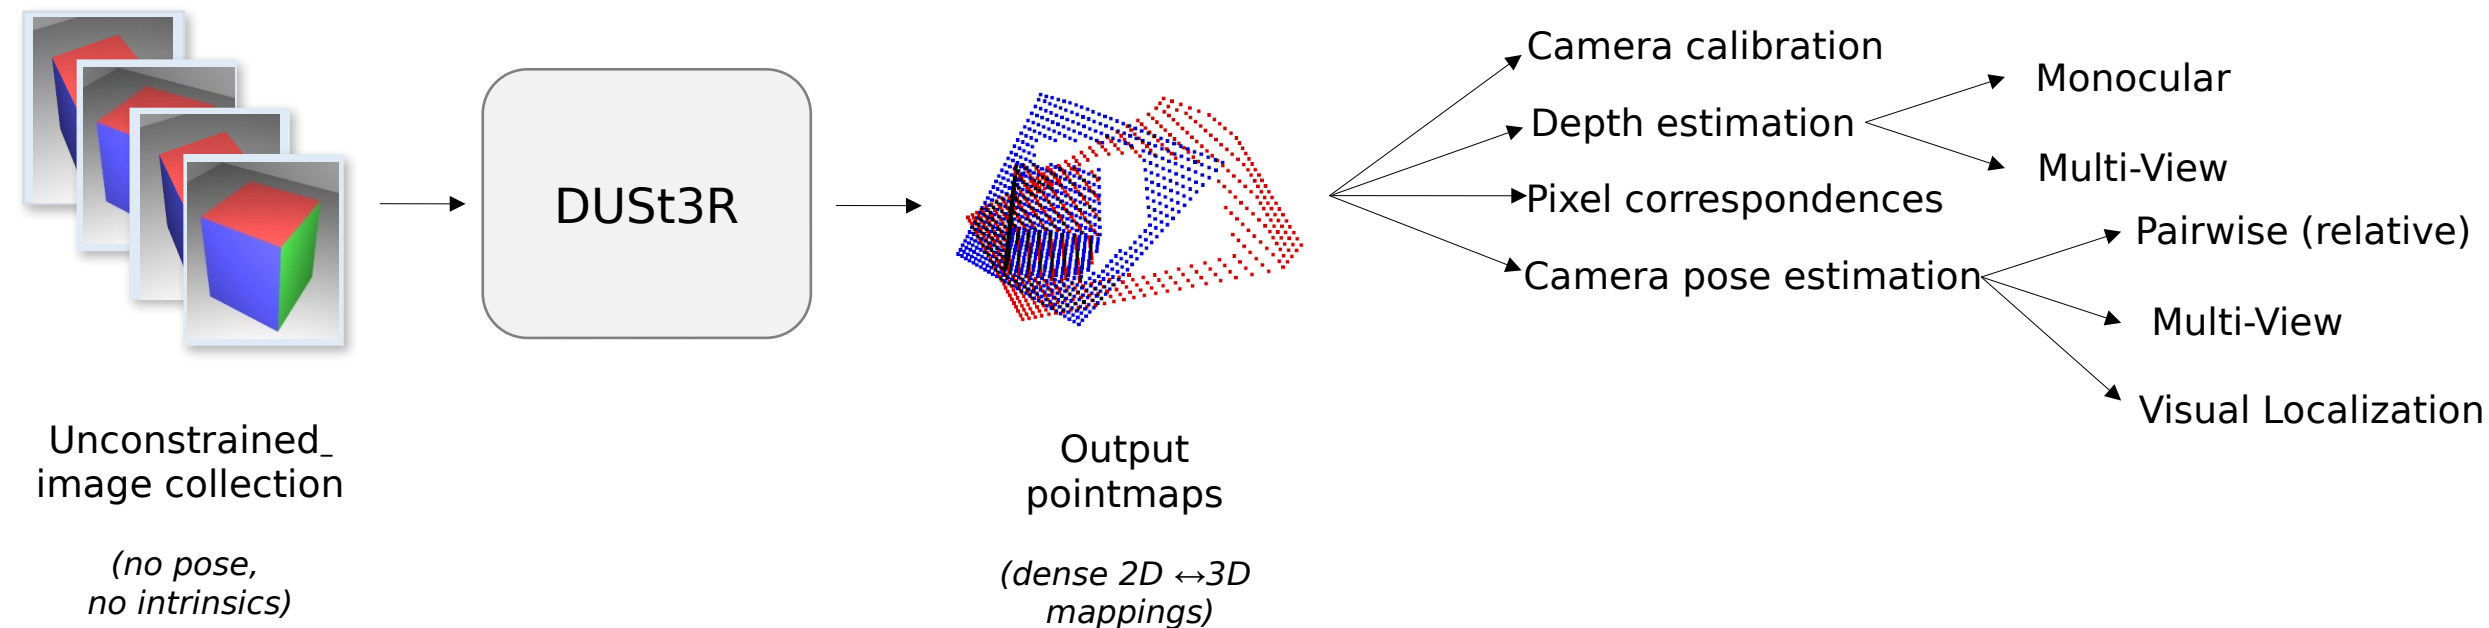 Unconstrained_
image collection
(no pose,
no intrinsics)
DUSt3R
Output
pointmaps
(dense 2D ↔3D
mappings)
Camera calibration
Depth estimation
Monocular
Multi-View
Pixel correspondences
Camera pose estimation
Pairwise (relative)
Multi-View
Visual Localization